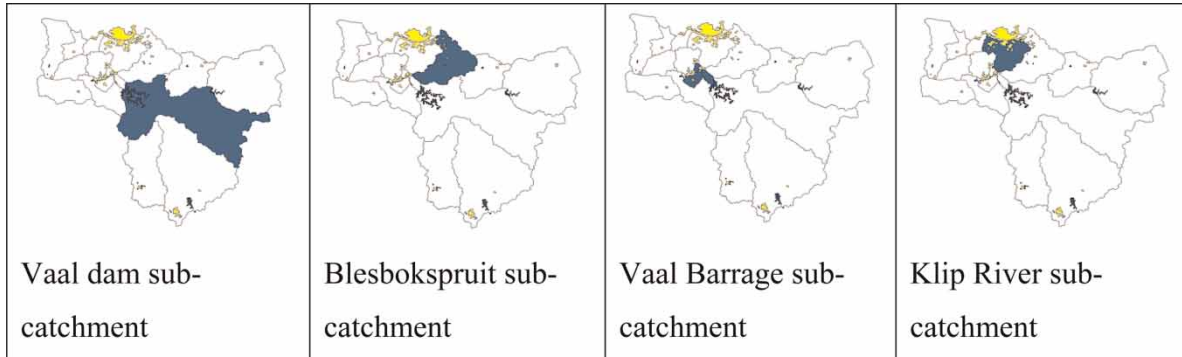 Vaal dam sub-
catchment
Blesbokspruit sub-
catchment
Vaal Barrage sub-
catchment
Klip River sub-
catchment